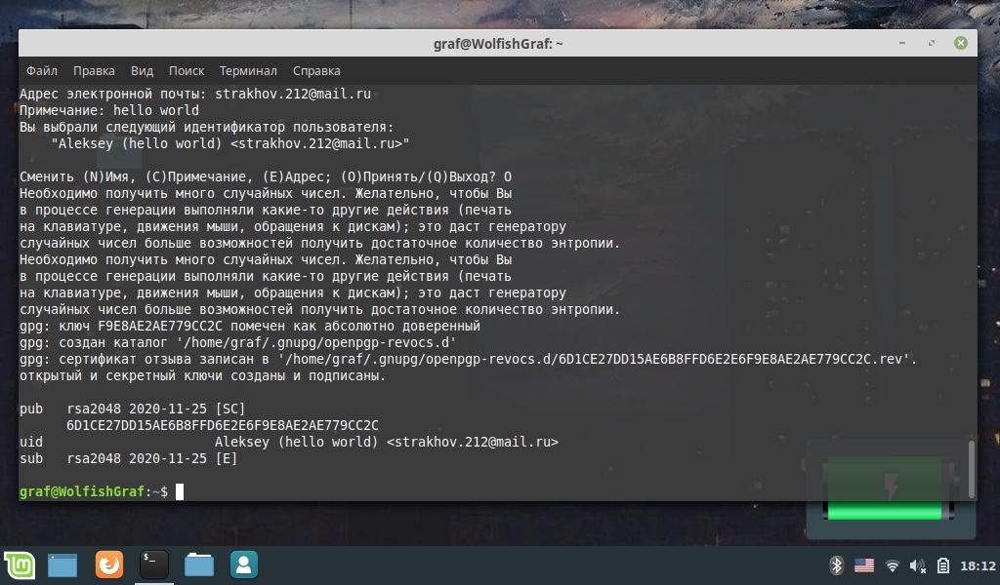 graf@WolfishGraf: ~
Файл Правка Вид Поиск Терминал Справка
Адрес электронной почты: strakhov.212@mail.ru
Примечание: hello world
Вы выбрали следующий идентификатор пользователя:
"Aleksey (hello world) <strakhov.212@mail.ru>"
Сменить (N)Имя, (C)Примечание, (E)Адрес; (O)Принять/(Q)Выход? O
Необходимо получить много случайных чисел. Желательно, чтобы Вы
в процессе генерации выполняли какие-то другие действия (печать
на клавиатуре, движения мыши, обращения к дискам); это даст генератору
случайных чисел больше возможностей получить достаточное количество энтропии.
Необходимо получить много случайных чисел. Желательно, чтобы Вы
в процессе генерации выполняли какие-то другие действия (печать
на клавиатуре, движения мыши, обращения к дискам); это даст генератору
случайных чисел больше возможностей получить достаточное количество энтропии.
gpg: ключ F9E8AE2AE779CC2C помечен как абсолютно доверенный
gpg: создан каталог '/home/graf/.gnupg/openpgp-revocs.d'
gpg: сертификат отзыва записан в '/home/graf/.gnupg/openpgp-revocs.d/6D1CE27DD15AE6B8FFD6E2E6F9E8AE2AE779CC2C.rev'.
открытый и секретный ключи созданы и подписаны.
pub rsa2048 2020-11-25 [SC]
6D1CE27DD15AE6B8FFD6E2E6F9E8AE2AE779CC2C
uid Aleksey (hello world) <strakhov.212@mail.ru>
sub rsa2048 2020-11-25 [E]
graf@WolfishGraf:~$
18:12